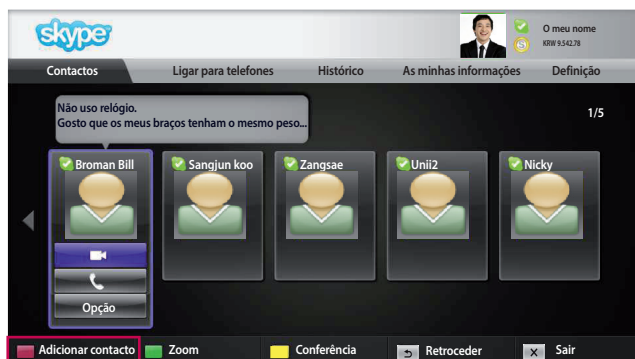 skype
O meu nome
KRW 9.542.78
Contactos
Ligar para telefones
Histórico
As minhas informações
Definição
Não uso relógio.
Gosto que os meus braços tenham o mesmo peso...
1/5
Broman Bill
Sangjun koo
Zangsae
Unii2
Nicky
Opção
Adicionar contacto
Zoom
Conferência
Retroceder
X Sair